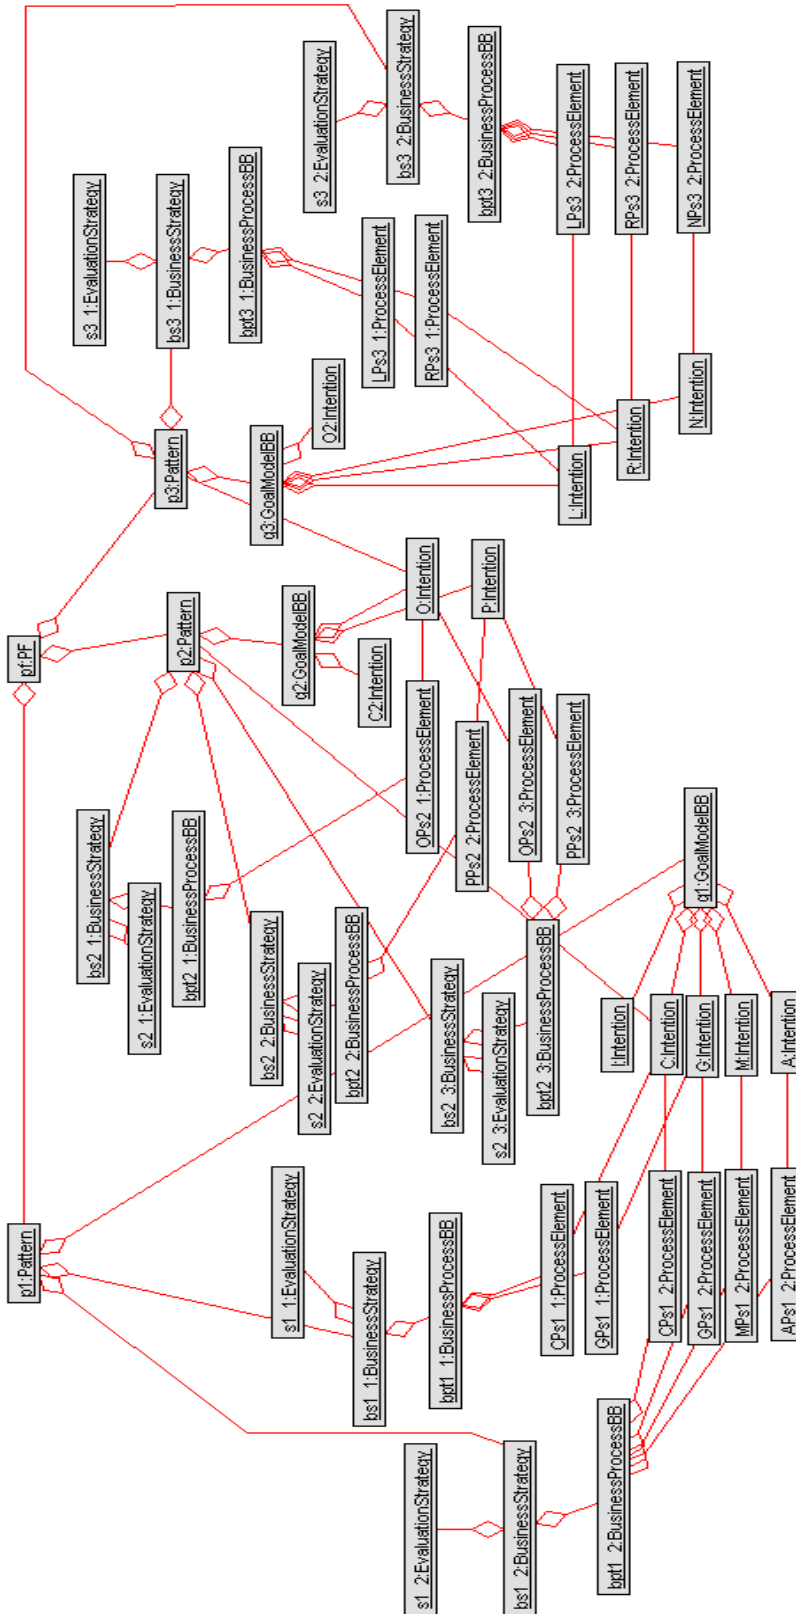 p1:Pattern
pf:PF
bs2 1:BusinessStrategy
s3 1:EvaluationStrategy
s2 1:EvaluationStrategy
bpt2 1:BusinessProcessBB
p2:Pattern
p3:Pattern
bs3 1:BusinessStrategy
bpt3 1:BusinessProcessBB
s1 1:EvaluationStrategy
bs2 2:BusinessStrategy
g3:GoalModelBB
g2:GoalModelBB
s2 2:EvaluationStrategy
O2:Intention
s3 2:EvaluationStrategy
bpt2 2:BusinessProcessBB
bs1 1:BusinessStrategy
C2:Intention
LPs3 1:ProcessElement
bs3 2:BusinessStrategy
s1 2:EvaluationStrategy
OPs2 1:ProcessElement
O:Intention
RPs3 1:ProcessElement
bpt1 1:BusinessProcessBB
bs2 3:BusinessStrategy
PPs2 2:ProcessElement
P:Intention
bpt3 2:BusinessProcessBB
s2 3:EvaluationStrategy
bs1 2:BusinessStrategy
OPs2 3:ProcessElement
bpt2 3:BusinessProcessBB
CPs1 1:ProcessElement
PPs2 3:ProcessElement
L:Intention
LPs3 2:ProcessElement
GPs1 1:ProcessElement
bpt1 2:BusinessProcessBB
I:Intention
R:Intention
RPs3 2:ProcessElement
CPs1 2:ProcessElement
C:Intention
N:Intention
NPs3 2:ProcessElement
GPs1 2:ProcessElement
G:Intention
g1:GoalModelBB
MPs1 2:ProcessElement
M:Intention
APs1 2:ProcessElement
A:Intention